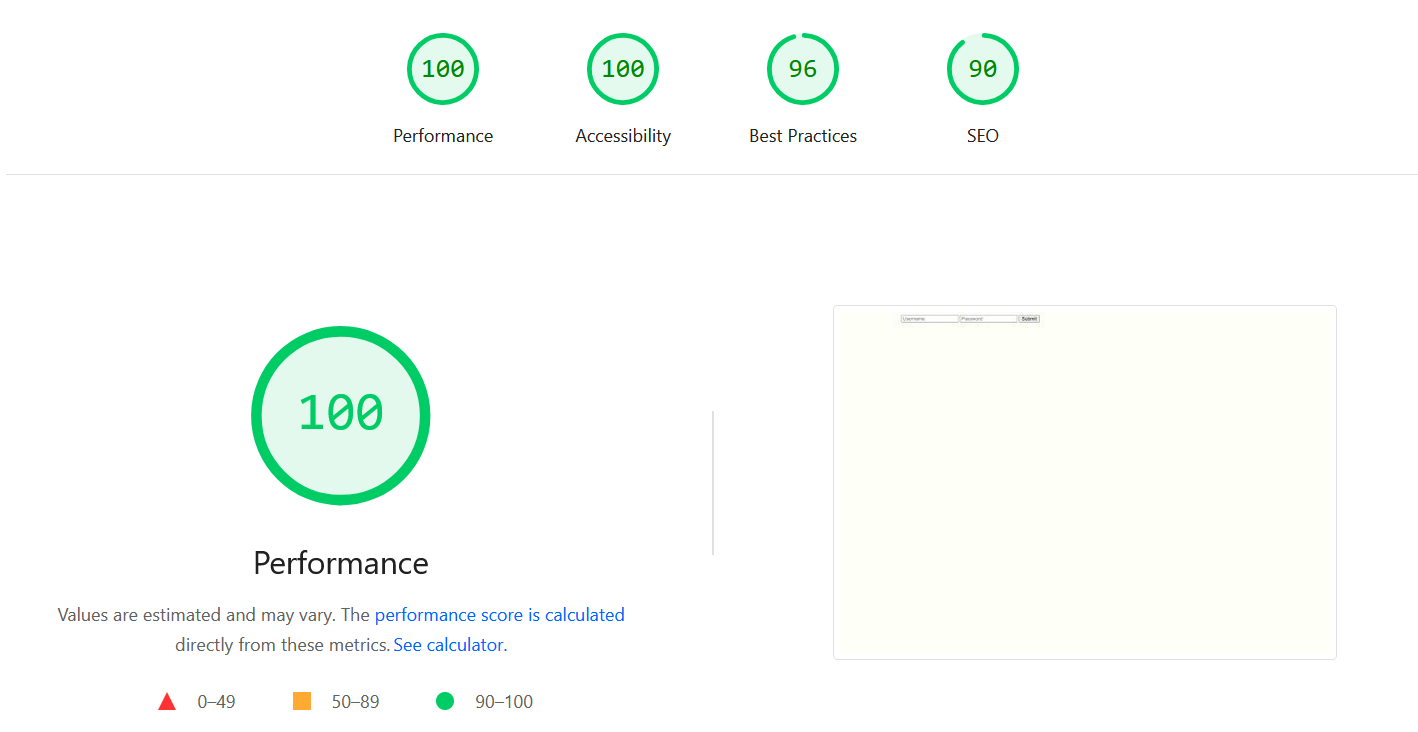 100
100
96
90
Performance
Accessibility
Best Practices
SEO
Username
Password
Submit
100
Performance
Values are estimated and may vary. The performance score is calculated
directly from these metrics. See calculator.
0–49
50–89
90–100